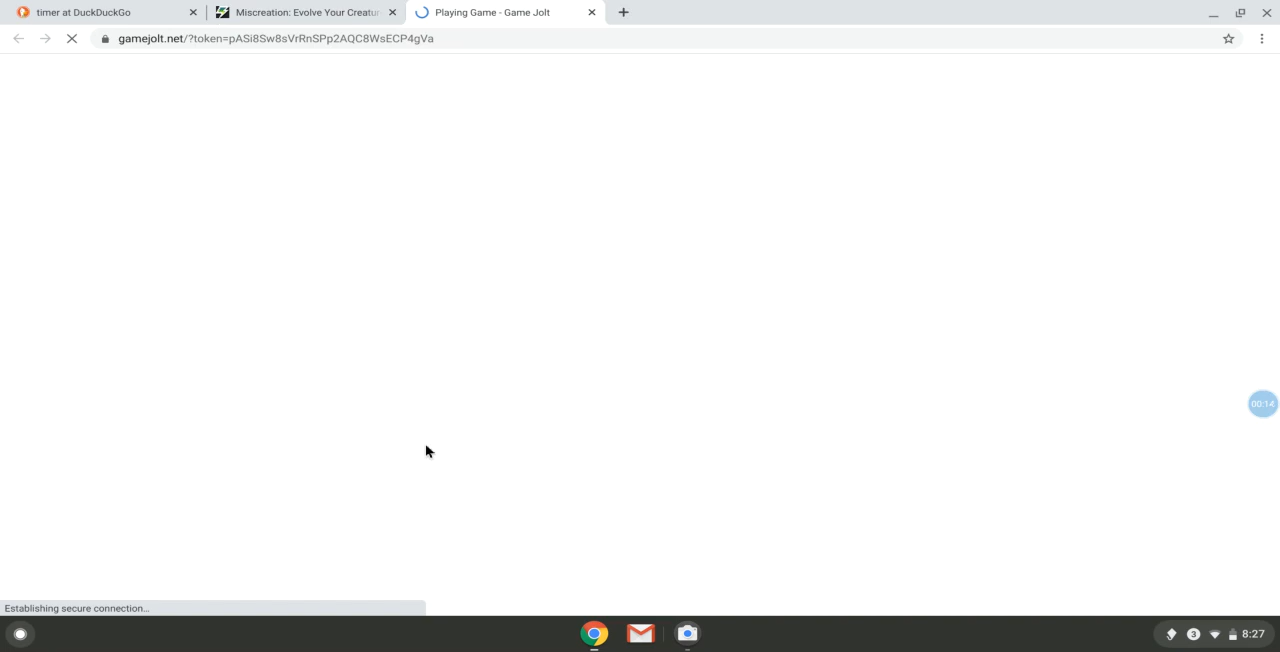 timer at DuckDuckGo
Miscreation: Evolve Your Creatur
Playing Game - Game Jolt
gamejolt.net/?token=pASi8Sw8sVrRnSPp2AQC8WsECP4gVa
00:14
Establishing secure connection...
3
8:27